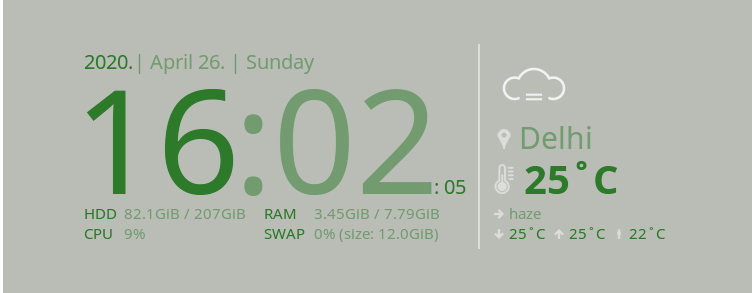 2020. | April 26. | Sunday
16:02: 05
HDD 82.1GiB / 207GiB RAM 3.45GiB / 7.79GiB
CPU 9% SWAP 0% (size: 12.0GiB)
Delhi
25˚C
haze
25˚C 25˚C 22˚C